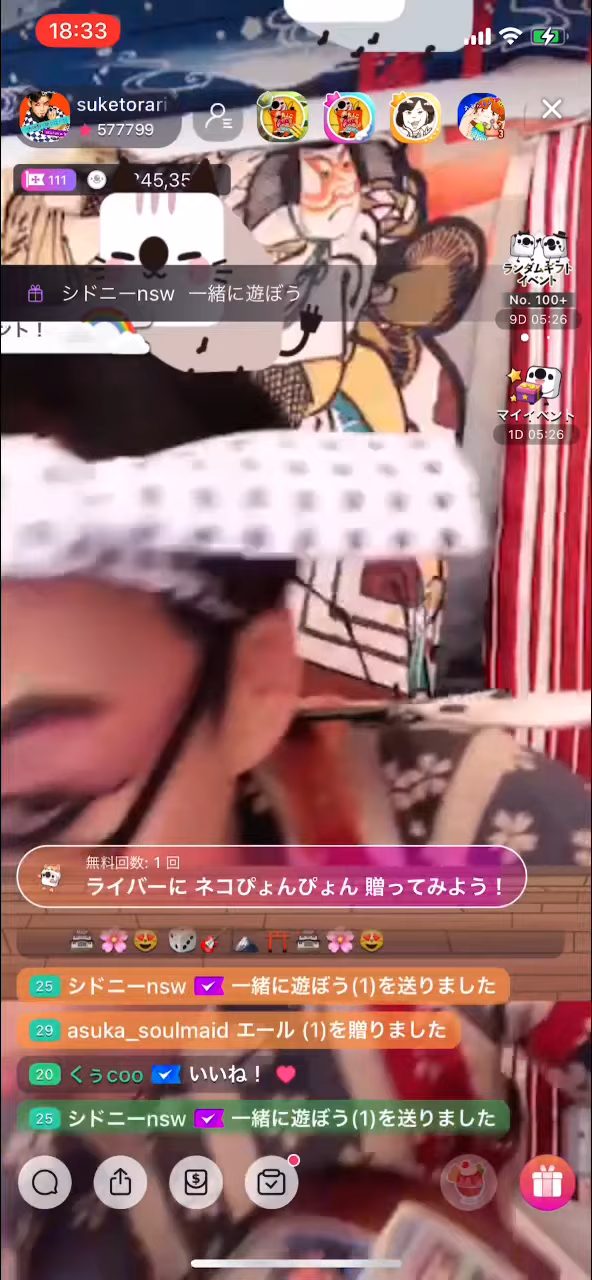 18:33
suketorari
577799
111
45,35
ランダムギフト
イベント
No. 100+
9D 05:26
シドニーnsw 一緒に遊ぼう
ント！
マイイベント
1D 05:26
無料回数: 1 回
ライバーに ネコぴょんぴょん 贈ってみよう！
25 シドニーnsw 一緒に遊ぼう(1)を送りました
29 asuka_soulmaid エール (1)を贈りました
20 くぅcoo いいね！
25 シドニーnsw 一緒に遊ぼう(1)を送りました